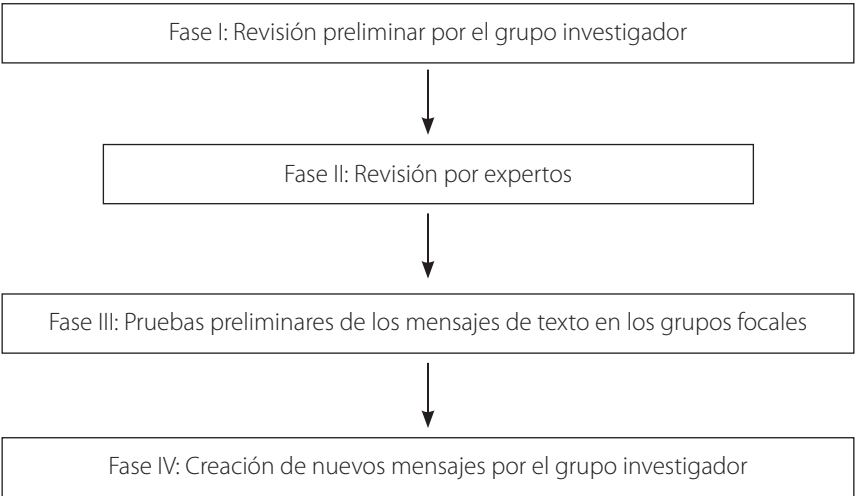 Fase I: Revisión preliminar por el grupo investigador
Fase II: Revisión por expertos
Fase III: Pruebas preliminares de los mensajes de texto en los grupos focales
Fase IV: Creación de nuevos mensajes por el grupo investigador